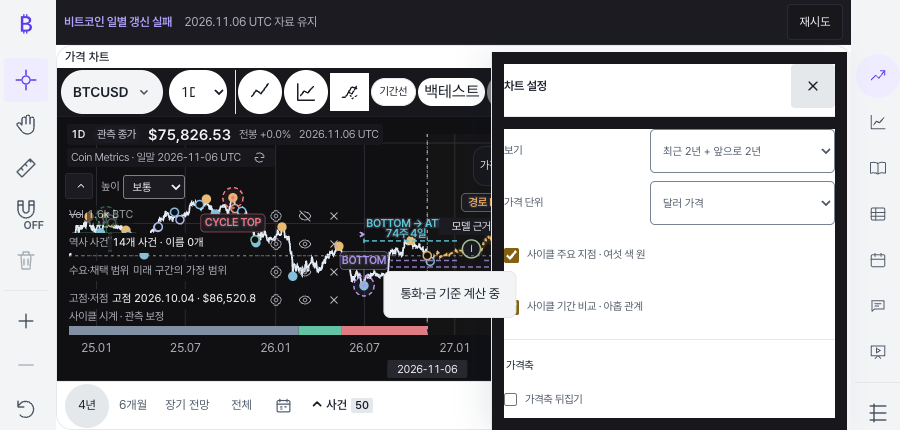 비트코인 일별 갱신 실패 2026.11.06 UTC 자료 유지 재시도
가격 차트
BTCUSD 1D 기간선 백테스트
차트 설정
1D 관측 종가 $75,826.53 전봉 +0.0% 2026.11.06 UTC
Coin Metrics · 일말 2026-11-06 UTC
높이 보통
Vol 1.6k BTC
CYCLE TOP
BOTTOM → AT
74주 4일
역사 사건 14개 사건 · 이름 0개
BOTTOM
모델 근거
수요·채택 범위 미래 구간의 가정 범위
고점·저점 고점 2026.10.04 · $86,520.8
사이클 시계 · 관측 보정
25.01 25.07 26.01 26.07 27.01
2026-11-06
보기 최근 2년 + 앞으로 2년
가격 단위 달러 가격
사이클 주요 지점 · 여섯 색 원
통화·금 기준 계산 중
사이클 기간 비교 · 아홉 관계
가격축
가격축 뒤집기
OFF
4년 6개월 장기 전망 전체 사건 50